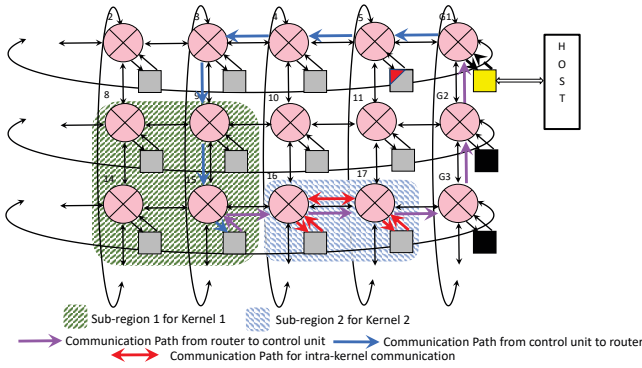 2 3 4 5 G1
H
O
S
T
8 9 10 11 G2
14 15 16 17 G3
Sub-region 1 for Kernel 1 Sub-region 2 for Kernel 2
Communication Path from router to control unit Communication Path from control unit to router
Communication Path for intra-kernel communication